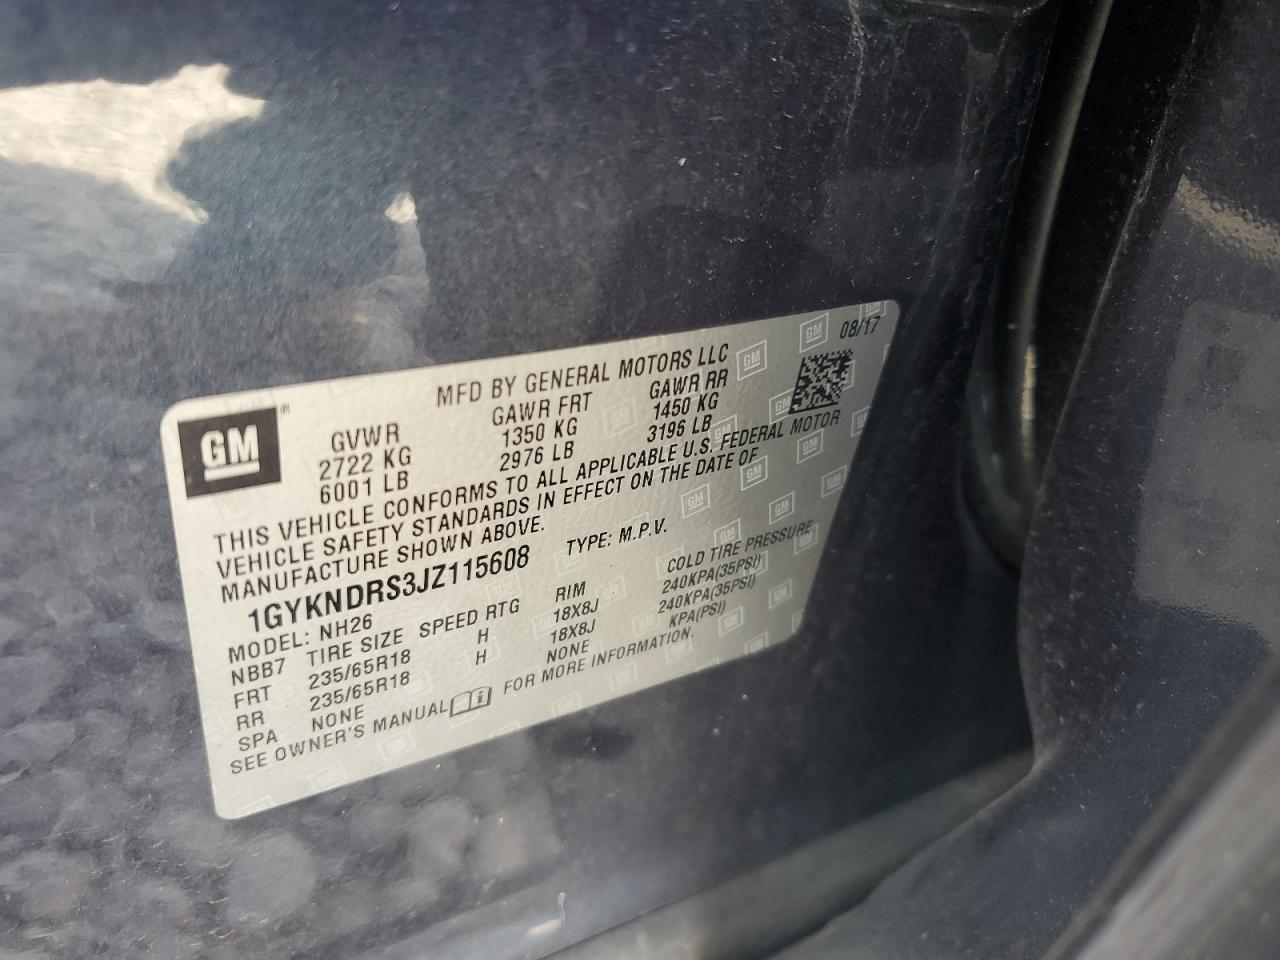 08/17
MFD BY GENERAL MOTORS LLC
GM ®
GVWR GAWR FRT GAWR RR
2722 KG 1350 KG 1450 KG
6001 LB 2976 LB 3196 LB
THIS VEHICLE CONFORMS TO ALL APPLICABLE U.S. FEDERAL MOTOR
VEHICLE SAFETY STANDARDS IN EFFECT ON THE DATE OF
MANUFACTURE SHOWN ABOVE.
1GYKNDRS3JZ115608 TYPE: M.P.V.
MODEL: NH26
NBB7 TIRE SIZE SPEED RTG RIM COLD TIRE PRESSURE
FRT 235/65R18 H 18X8J 240KPA(35PSI)
RR 235/65R18 H 18X8J 240KPA(35PSI)
SPA NONE NONE KPA(PSI)
SEE OWNER'S MANUAL FOR MORE INFORMATION.